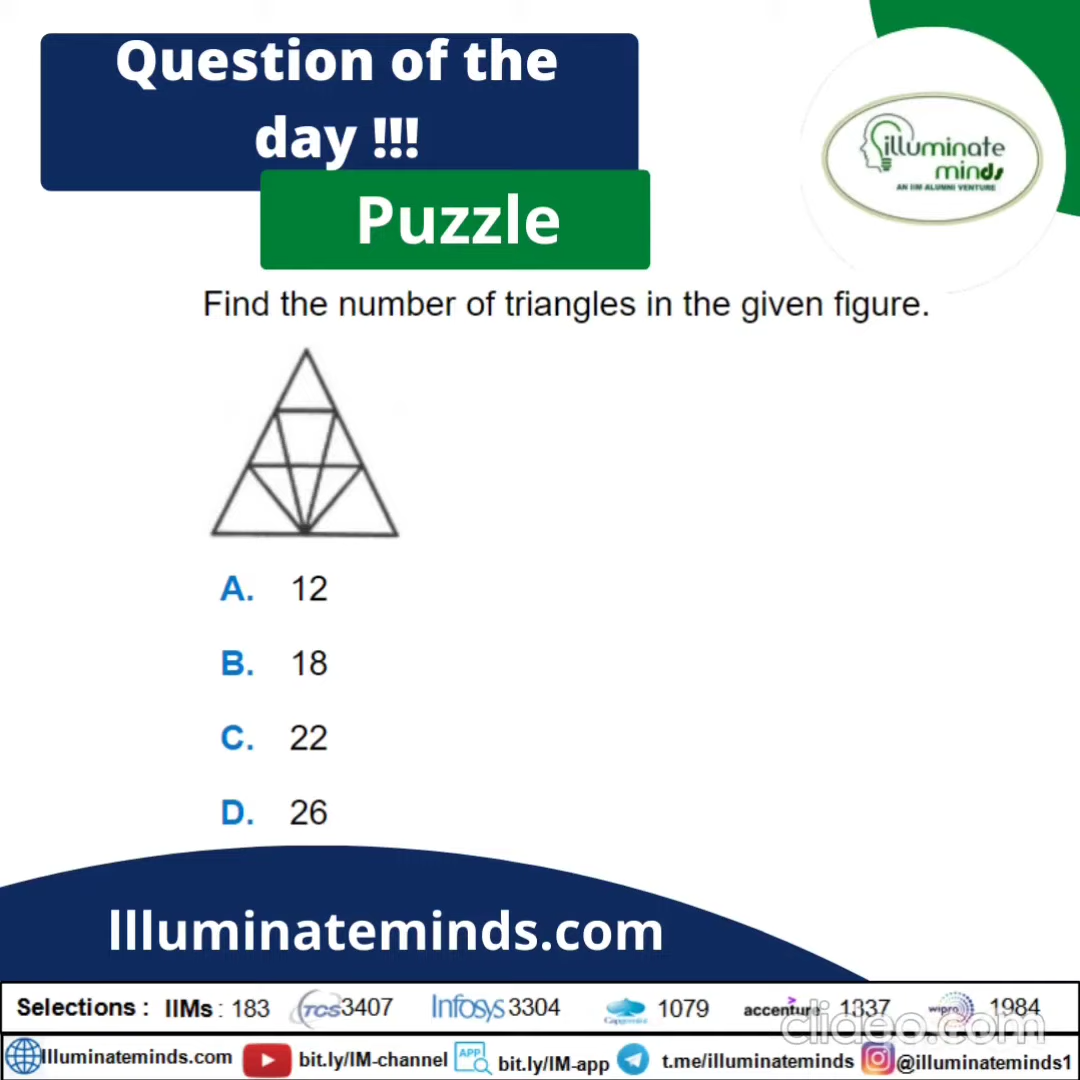 Question of the
day !!!
Puzzle
illuminate
minds
AN IIM ALUMNI VENTURE
Find the number of triangles in the given figure.
A. 12
B. 18
C. 22
D. 26
Illuminateminds.com
Selections : IIMs : 183 TCS 3407 Infosys 3304 Capgemini 1079 accenture 1337 wipro 1984
clideo.com
Illuminateminds.com bit.ly/IM-channel APP bit.ly/IM-app t.me/illuminateminds @illuminateminds1